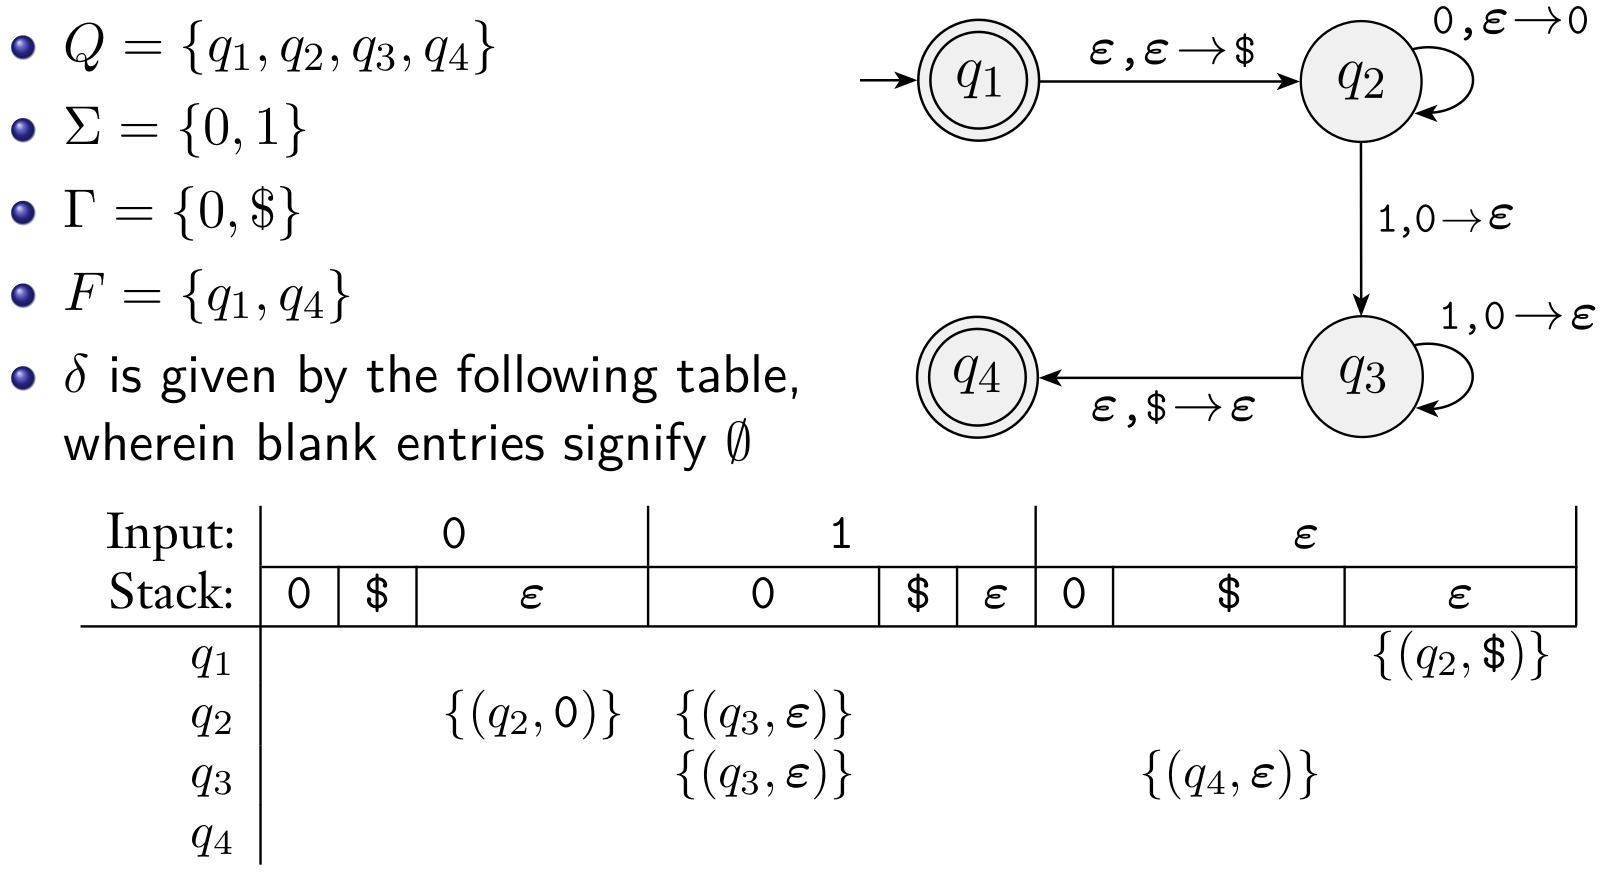 Q = {q₁, q₂, q₃, q₄}
Σ = {0, 1}
Γ = {0, $}
F = {q₁, q₄}
δ is given by the following table,
wherein blank entries signify ∅
q₁
ε,ε→$
q₂
0,ε→0
1,0→ε
q₄
ε,$→ε
q₃
1,0→ε
Input: 0 1 ε
Stack: 0 $ ε 0 $ ε 0 $ ε
q₁ {(q₂, $)}
q₂ {(q₂, 0)} {(q₃, ε)}
q₃ {(q₃, ε)} {(q₄, ε)}
q₄